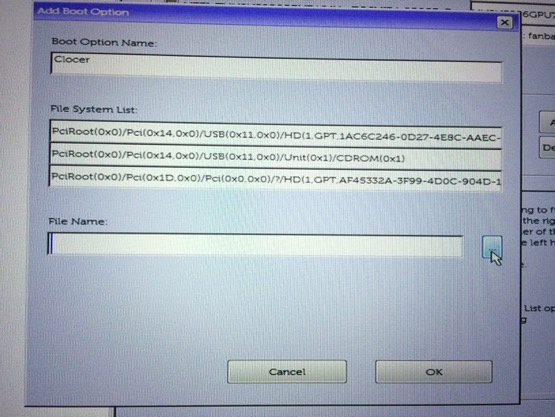 Add Boot Option
6GPU
: fanba
Boot Option Name:
Clocer
File System List:
PciRoot(0x0)/Pci(0x14,0x0)/USB(0x11,0x0)/HD(1,GPT,1AC6C246-0D27-4E8C-AAEC-
PciRoot(0x0)/Pci(0x14,0x0)/USB(0x11,0x0)/Unit(0x1)/CDROM(0x1)
PciRoot(0x0)/Pci(0x1D,0x0)/Pci(0x0,0x0)/?/HD(1,GPT,AF45332A-3F99-4D0C-904D-1
File Name:
...
Cancel
OK
A
De
ng to f
the rig
er of th
e left h
e.
List op
g